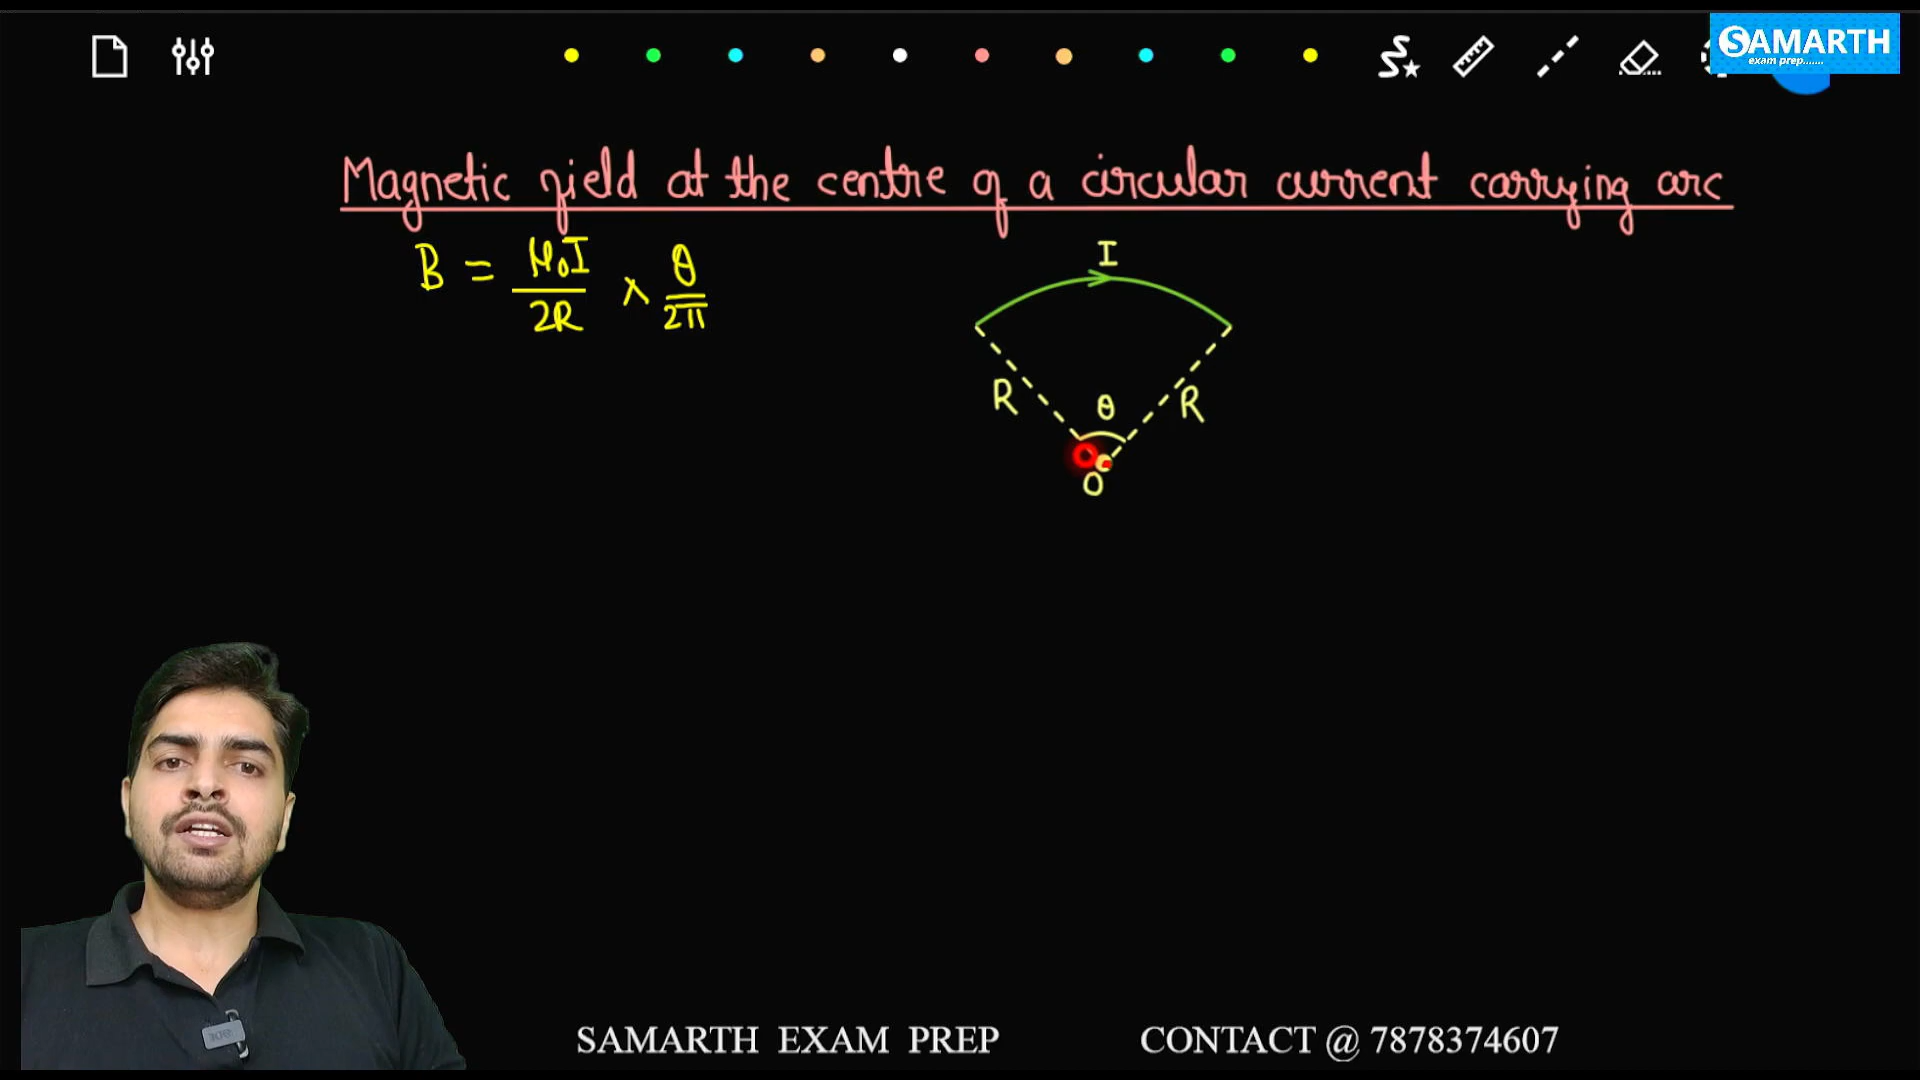 SAMARTH
exam prep.......
Magnetic field at the centre of a circular current carrying arc
B = μ₀I/2R × θ/2π
I
R
θ
R
O
SAMARTH EXAM PREP
CONTACT @ 7878374607